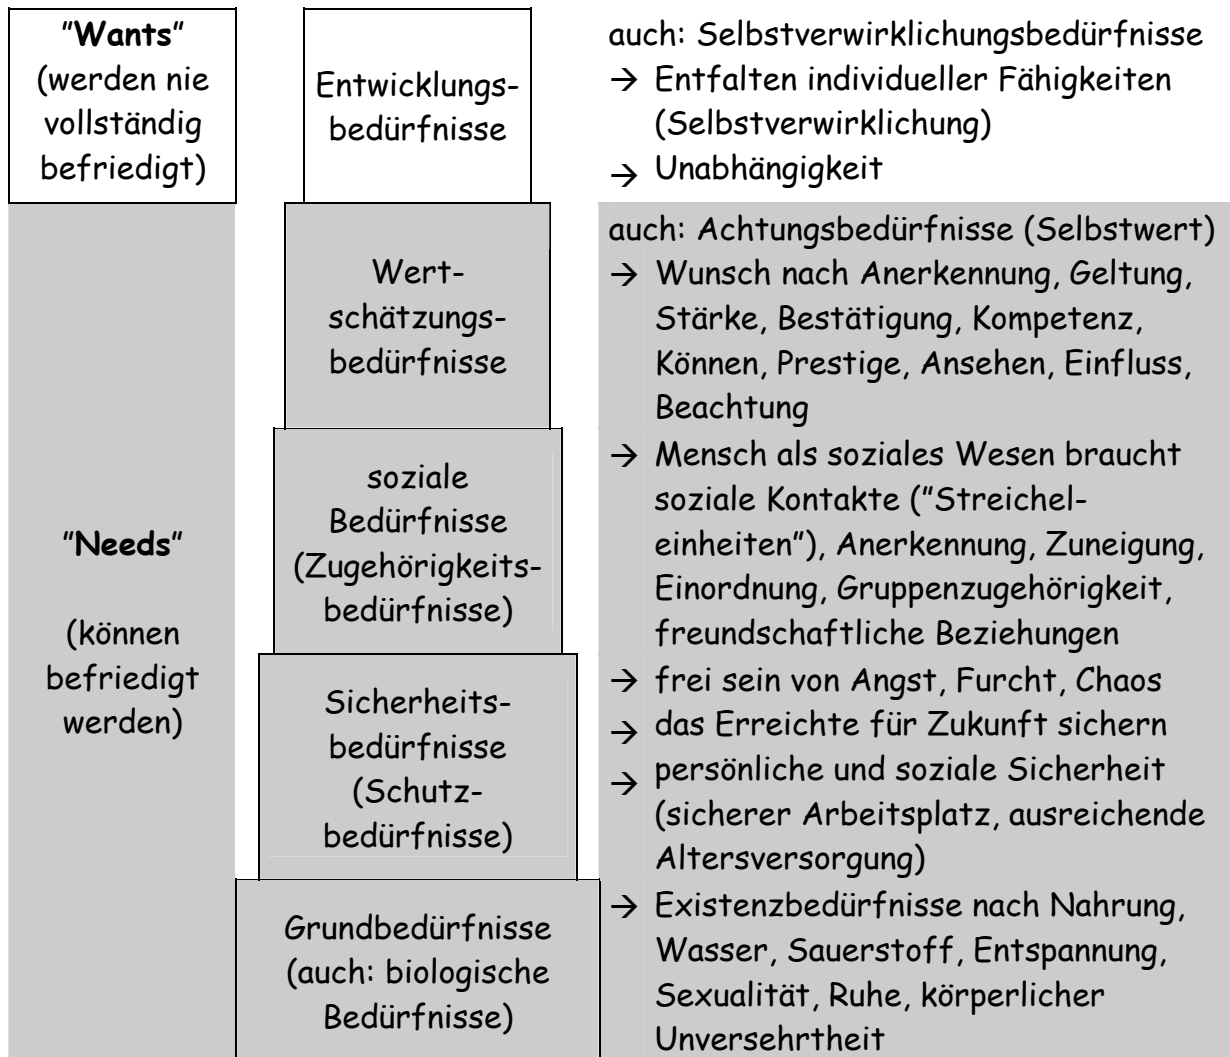 "Wants"
(werden nie
vollständig
befriedigt)
Entwicklungs-
bedürfnisse
auch: Selbstverwirklichungsbedürfnisse
→ Entfalten individueller Fähigkeiten
(Selbstverwirklichung)
→ Unabhängigkeit
"Needs"
(können
befriedigt
werden)
Wert-
schätzungs-
bedürfnisse
auch: Achtungsbedürfnisse (Selbstwert)
→ Wunsch nach Anerkennung, Geltung,
Stärke, Bestätigung, Kompetenz,
Können, Prestige, Ansehen, Einfluss,
Beachtung
soziale
Bedürfnisse
(Zugehörigkeits-
bedürfnisse)
→ Mensch als soziales Wesen braucht
soziale Kontakte ("Streichel-
einheiten"), Anerkennung, Zuneigung,
Einordnung, Gruppenzugehörigkeit,
freundschaftliche Beziehungen
Sicherheits-
bedürfnisse
(Schutz-
bedürfnisse)
→ frei sein von Angst, Furcht, Chaos
→ das Erreichte für Zukunft sichern
→ persönliche und soziale Sicherheit
(sicherer Arbeitsplatz, ausreichende
Altersversorgung)
Grundbedürfnisse
(auch: biologische
Bedürfnisse)
→ Existenzbedürfnisse nach Nahrung,
Wasser, Sauerstoff, Entspannung,
Sexualität, Ruhe, körperlicher
Unversehrtheit